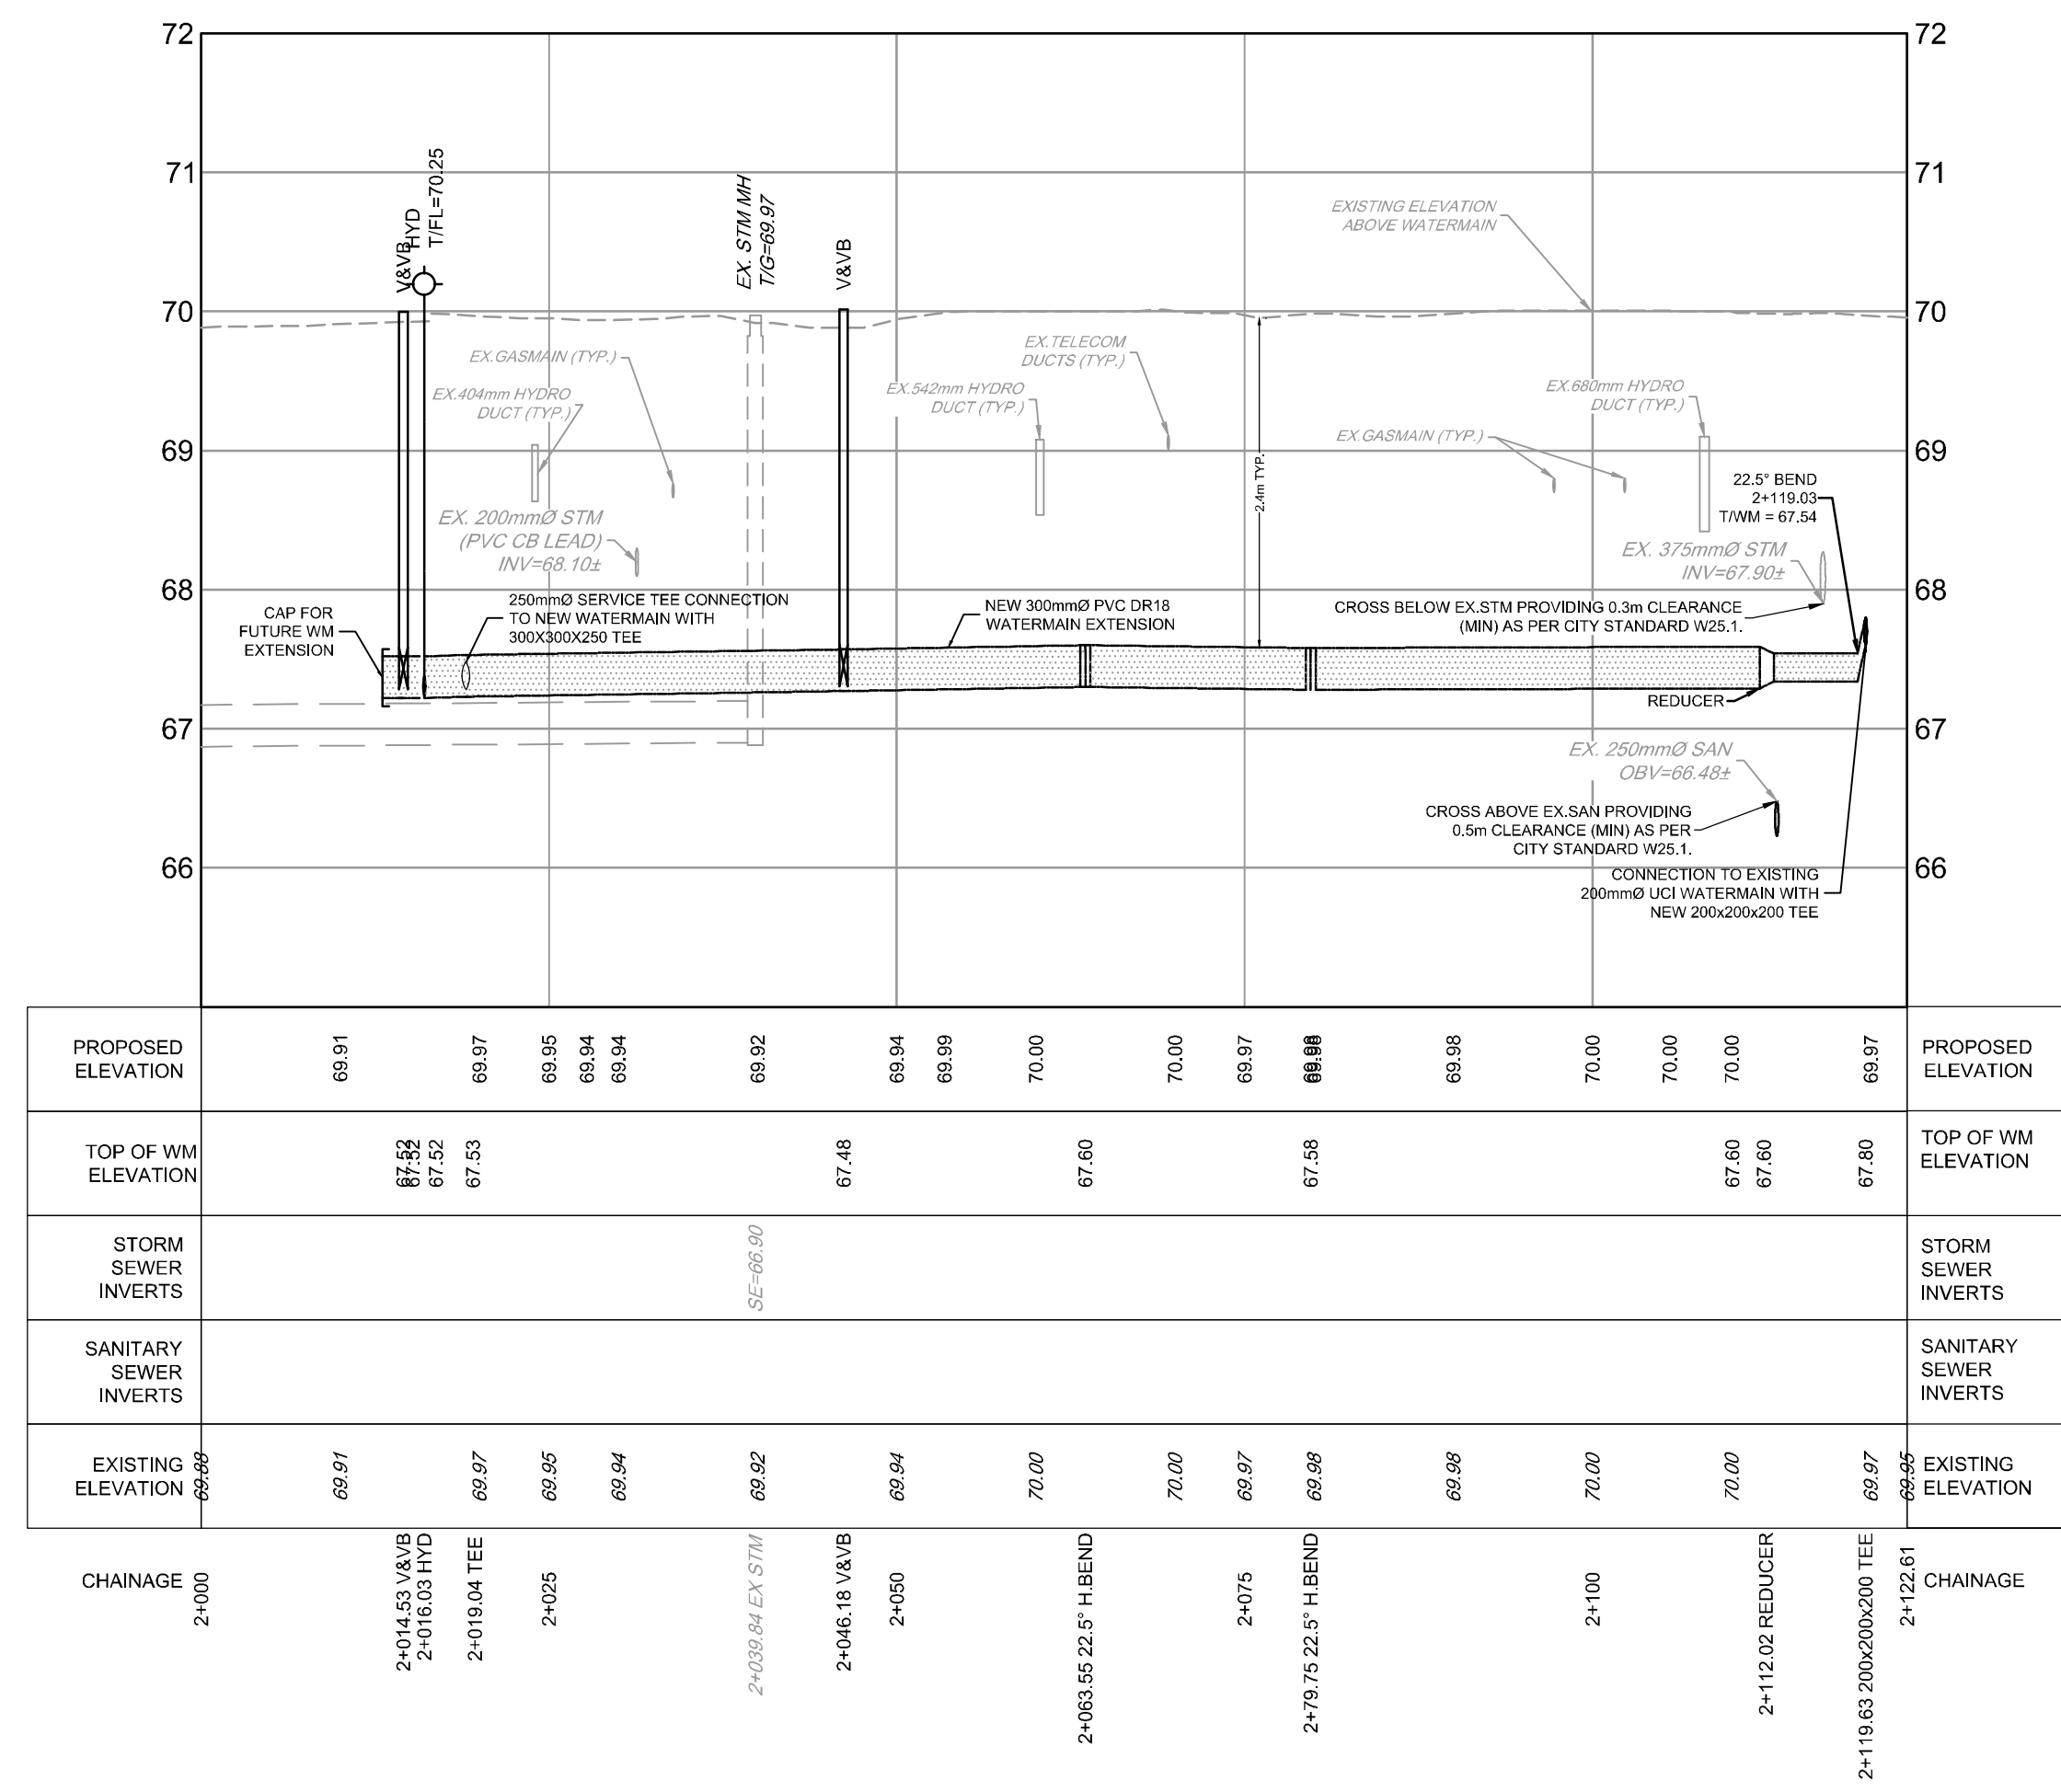 72
72
71
71
70
70
69
69
68
68
67
67
66
66
V&VB
HYD
T/FL=70.25
EX. STM MH
T/G=69.97
V&VB
EXISTING ELEVATION
ABOVE WATERMAIN
EX.GASMAIN (TYP.)
EX.404mm HYDRO
DUCT (TYP.)
EX. 200mmØ STM
(PVC CB LEAD)
INV=68.10±
EX.TELECOM
DUCTS (TYP.)
EX.542mm HYDRO
DUCT (TYP.)
2.4m TYP.
EX.680mm HYDRO
DUCT (TYP.)
EX.GASMAIN (TYP.)
22.5° BEND
2+119.03
T/WM = 67.54
EX. 375mmØ STM
INV=67.90±
CAP FOR
FUTURE WM
EXTENSION
250mmØ SERVICE TEE CONNECTION
TO NEW WATERMAIN WITH
300X300X250 TEE
NEW 300mmØ PVC DR18
WATERMAIN EXTENSION
CROSS BELOW EX.STM PROVIDING 0.3m CLEARANCE
(MIN) AS PER CITY STANDARD W25.1.
REDUCER
EX. 250mmØ SAN
OBV=66.48±
CROSS ABOVE EX.SAN PROVIDING
0.5m CLEARANCE (MIN) AS PER
CITY STANDARD W25.1.
CONNECTION TO EXISTING
200mmØ UCI WATERMAIN WITH
NEW 200x200x200 TEE
PROPOSED
ELEVATION
69.91
69.97
69.95
69.94
69.94
69.92
69.94
69.99
70.00
70.00
69.97
69.98
69.98
70.00
70.00
70.00
69.97
PROPOSED
ELEVATION
TOP OF WM
ELEVATION
67.52
67.52
67.52
67.53
67.48
67.60
67.58
67.60
67.60
67.80
TOP OF WM
ELEVATION
STORM
SEWER
INVERTS
SE=66.90
STORM
SEWER
INVERTS
SANITARY
SEWER
INVERTS
SANITARY
SEWER
INVERTS
EXISTING
ELEVATION
69.88
69.91
69.97
69.95
69.94
69.92
69.94
70.00
70.00
69.97
69.98
69.98
70.00
70.00
69.97
69.95
EXISTING
ELEVATION
CHAINAGE
2+000
2+014.53 V&VB
2+016.03 HYD
2+019.04 TEE
2+025
2+039.84 EX STM
2+046.18 V&VB
2+050
2+063.55 22.5° H.BEND
2+075
2+79.75 22.5° H.BEND
2+100
2+112.02 REDUCER
2+119.63 200x200x200 TEE
2+122.61
CHAINAGE